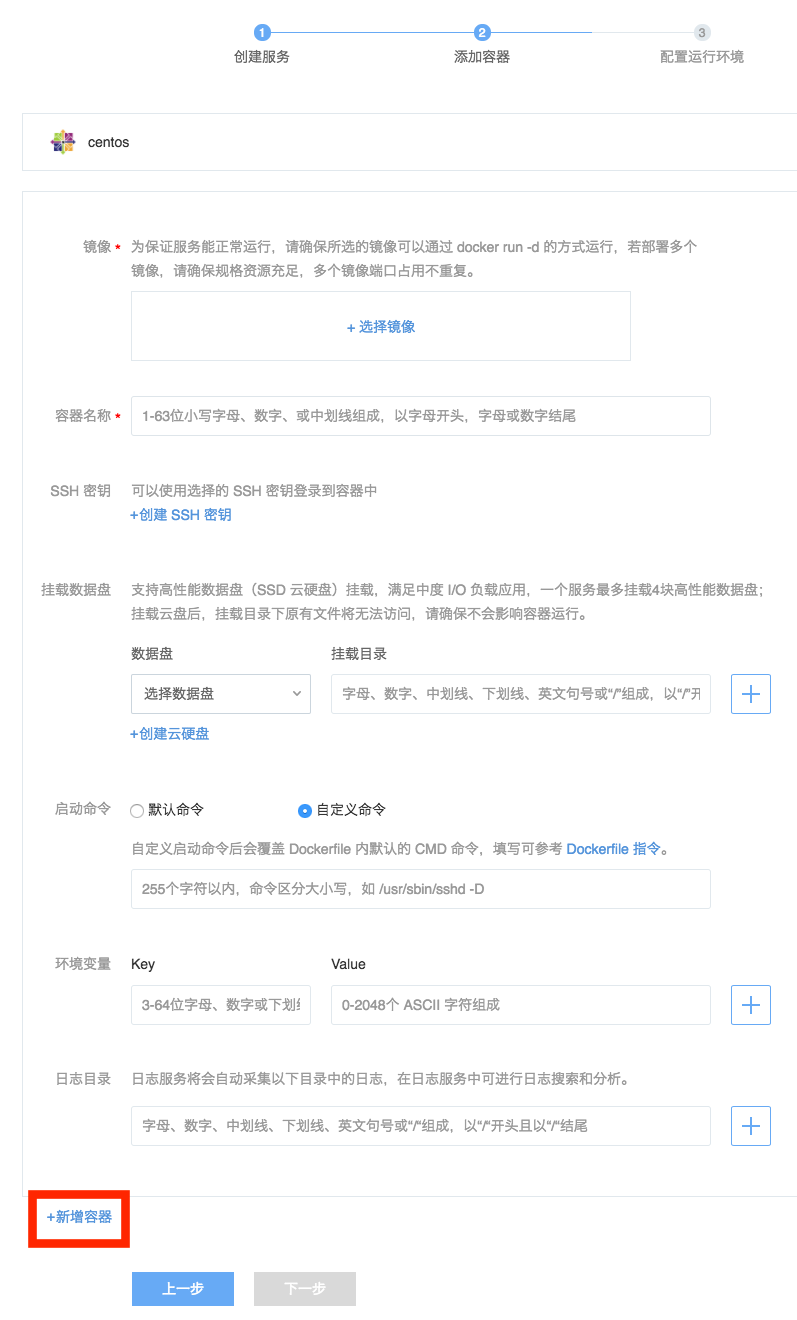 1 2 3
创建服务 添加容器 配置运行环境
centos
镜像 * 为保证服务能正常运行，请确保所选的镜像可以通过 docker run -d 的方式运行，若部署多个
镜像，请确保规格资源充足，多个镜像端口占用不重复。
+ 选择镜像
容器名称 * 1-63位小写字母、数字、或中划线组成，以字母开头，字母或数字结尾
SSH 密钥 可以使用选择的 SSH 密钥登录到容器中
+创建 SSH 密钥
挂载数据盘 支持高性能数据盘（SSD 云硬盘）挂载，满足中度 I/O 负载应用，一个服务最多挂载4块高性能数据盘；
挂载云盘后，挂载目录下原有文件将无法访问，请确保不会影响容器运行。
数据盘 挂载目录
选择数据盘 字母、数字、中划线、下划线、英文句号或“/”组成，以“/”开
+创建云硬盘
启动命令 默认命令 自定义命令
自定义启动命令后会覆盖 Dockerfile 内默认的 CMD 命令，填写可参考 Dockerfile 指令。
255个字符以内，命令区分大小写，如 /usr/sbin/sshd -D
环境变量 Key Value
3-64位字母、数字或下划 0-2048个 ASCII 字符组成
日志目录 日志服务将会自动采集以下目录中的日志，在日志服务中可进行日志搜索和分析。
字母、数字、中划线、下划线、英文句号或“/“组成，以“/“开头且以“/“结尾
+新增容器
上一步 下一步